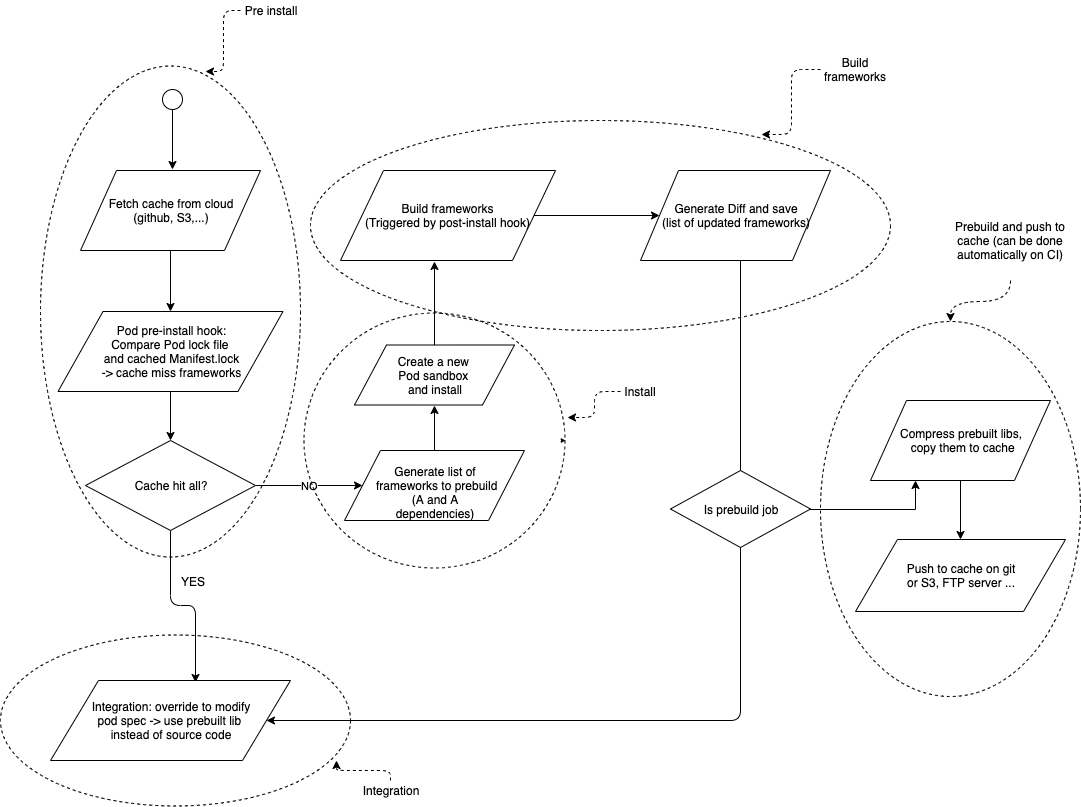 Pre install
Build
frameworks
Fetch cache from cloud
(github, S3,...)
Build frameworks
(Triggered by post-install hook)
Generate Diff and save
(list of updated frameworks)
Prebuild and push to
cache (can be done
automatically on CI)
Pod pre-install hook:
Compare Pod lock file
and cached Manifest.lock
-> cache miss frameworks
Create a new
Pod sandbox
and install
Install
Cache hit all?
NO
Generate list of
frameworks to prebuild
(A and A
dependencies)
Compress prebuilt libs,
copy them to cache
Is prebuild job
Push to cache on git
or S3, FTP server ...
YES
Integration: override to modify
pod spec -> use prebuilt lib
instead of source code
Integration